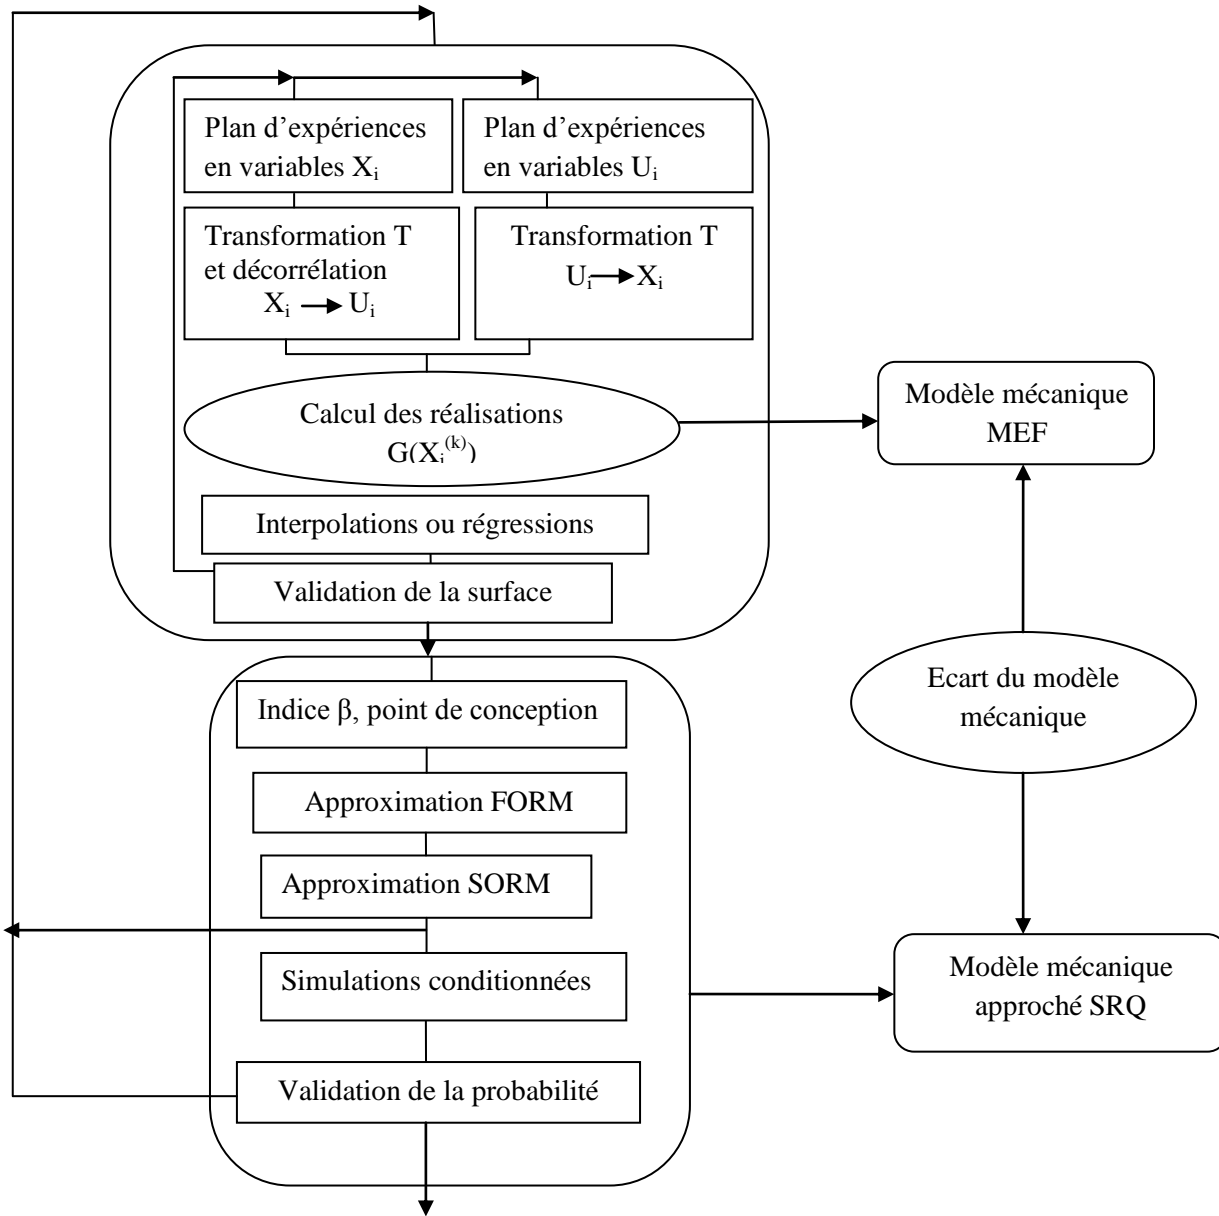 Plan d’expériences
en variables Xi
Plan d’expériences
en variables Ui
Transformation T
et décorrélation
Xi → Ui
Transformation T
Ui → Xi
Calcul des réalisations
G(Xi(k))
Modèle mécanique
MEF
Interpolations ou régressions
Validation de la surface
Indice β, point de conception
Ecart du modèle
mécanique
Approximation FORM
Approximation SORM
Simulations conditionnées
Modèle mécanique
approché SRQ
Validation de la probabilité